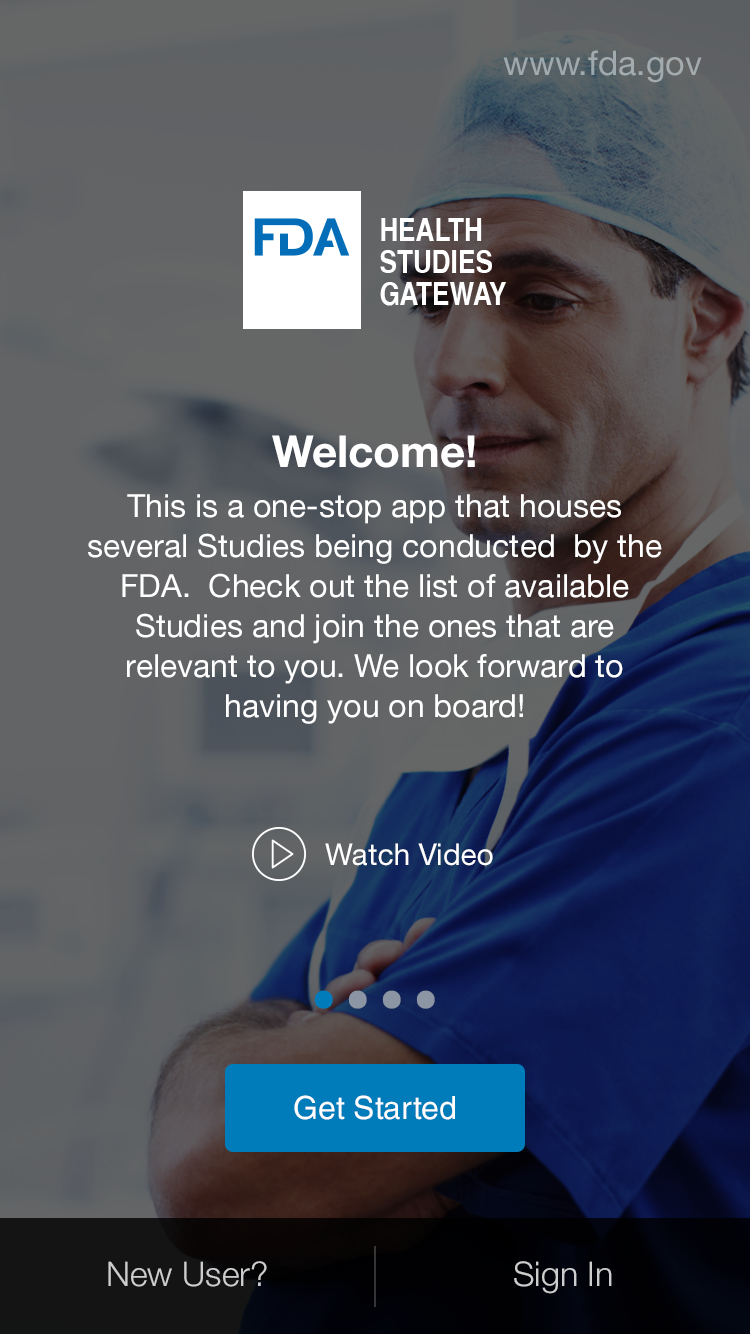 www.fda.gov
FDA
HEALTH
STUDIES
GATEWAY
Welcome!
This is a one-stop app that houses
several Studies being conducted  by the
FDA.  Check out the list of available
Studies and join the ones that are
relevant to you. We look forward to
having you on board!
Watch Video
Get Started
New User?
Sign In